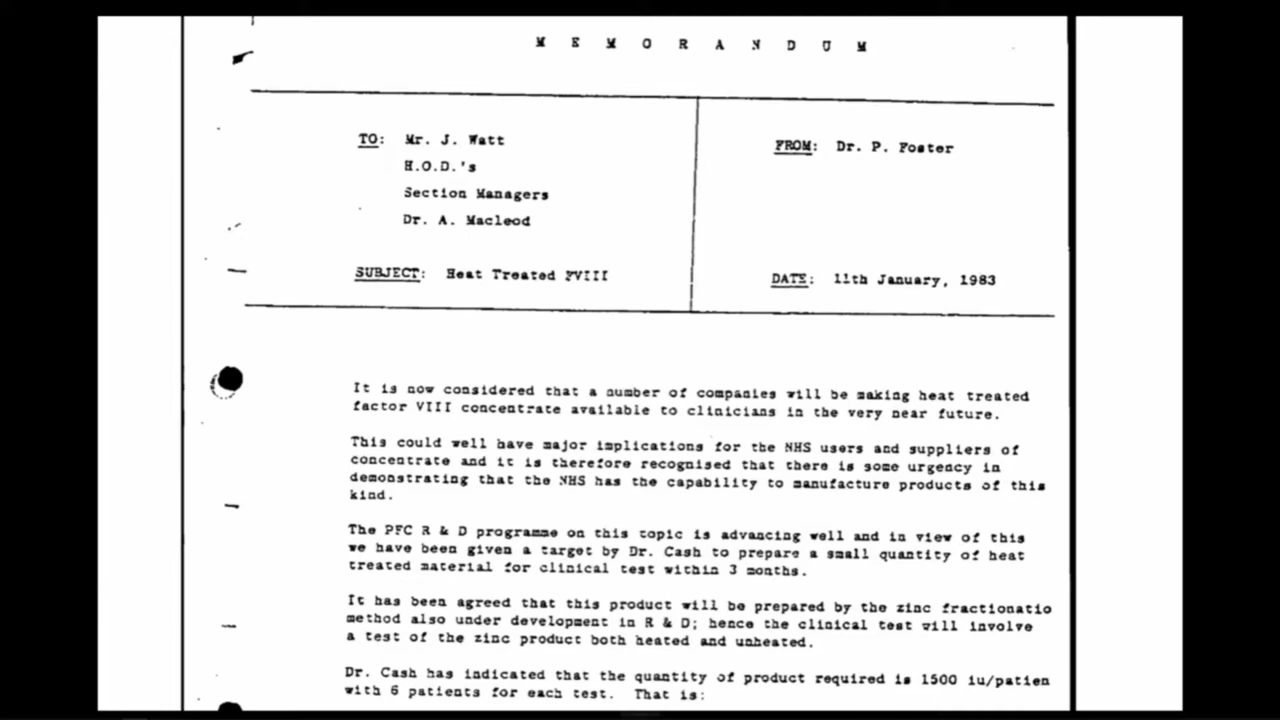 M E M O R A N D U M
TO: Mr. J. Watt
H.O.D.'s
Section Managers
Dr. A. Macleod
FROM: Dr. P. Foster
SUBJECT: Heat Treated FVIII
DATE: 11th January, 1983
It is now considered that a number of companies will be making heat treated
factor VIII concentrate available to clinicians in the very near future.
This could well have major implications for the NHS users and suppliers of
concentrate and it is therefore recognised that there is some urgency in
demonstrating that the NHS has the capability to manufacture products of this
kind.
The PFC R & D programme on this topic is advancing well and in view of this
we have been given a target by Dr. Cash to prepare a small quantity of heat
treated material for clinical test within 3 months.
It has been agreed that this product will be prepared by the zinc fractionatio
method also under development in R & D; hence the clinical test will involve
a test of the zinc product both heated and unheated.
Dr. Cash has indicated that the quantity of product required is 1500 iu/patien
with 6 patients for each test. That is: